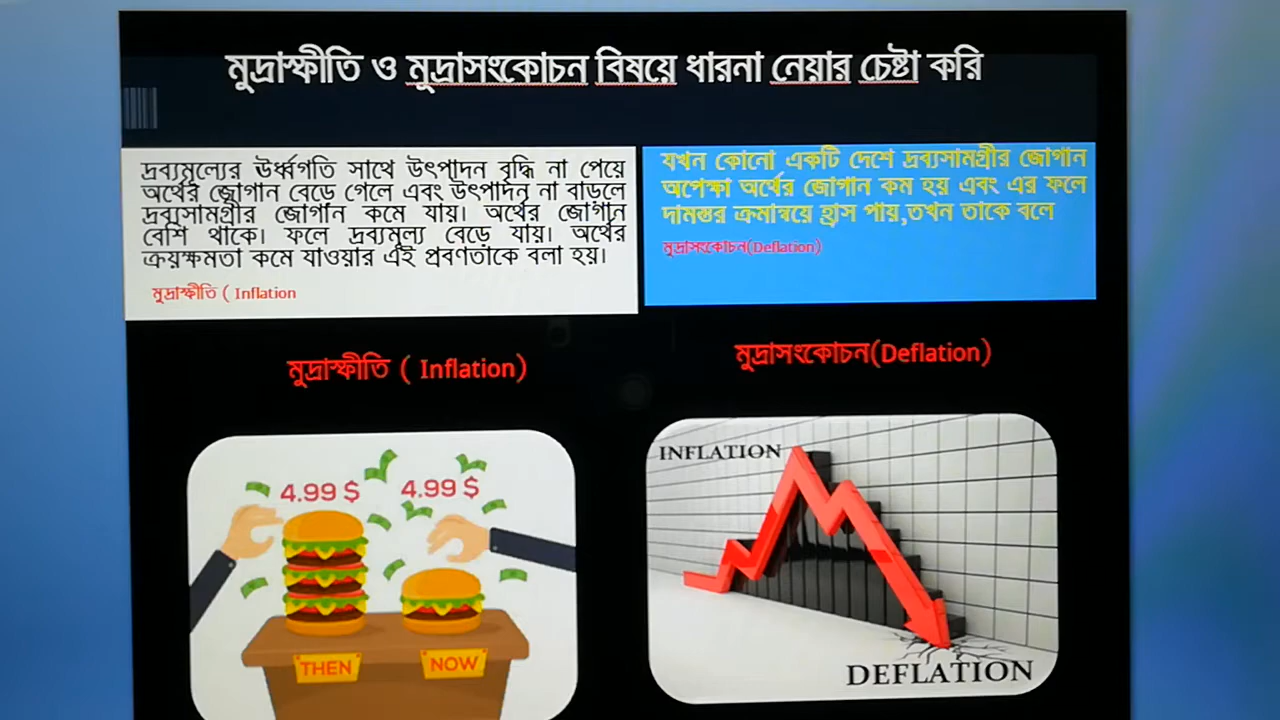 মুদ্রাস্ফীতি ও মুদ্রাসংকোচন বিষয়ে ধারনা নেয়ার চেষ্টা করি
দ্রব্যমূল্যের ঊর্ধ্বগতি সাথে উৎপাদন বৃদ্ধি না পেয়ে
অর্থের জোগান বেড়ে গেলে এবং উৎপাদন না বাড়লে
দ্রব্যসামগ্রীর জোগান কমে যায়। অর্থের জোগান
বেশি থাকে। ফলে দ্রব্যমূল্য বেড়ে যায়। অর্থের
ক্রয়ক্ষমতা কমে যাওয়ার এই প্রবণতাকে বলা হয়।
মুদ্রাস্ফীতি ( Inflation
যখন কোনো একটি দেশে দ্রব্যসামগ্রীর জোগান
অপেক্ষা অর্থের জোগান কম হয় এবং এর ফলে
দামস্তর ক্রমান্বয়ে হ্রাস পায়,তখন তাকে বলে
মুদ্রাসংকোচন(Deflation)
মুদ্রাস্ফীতি ( Inflation)
মুদ্রাসংকোচন(Deflation)
4.99 $ 4.99 $
THEN NOW
INFLATION
DEFLATION